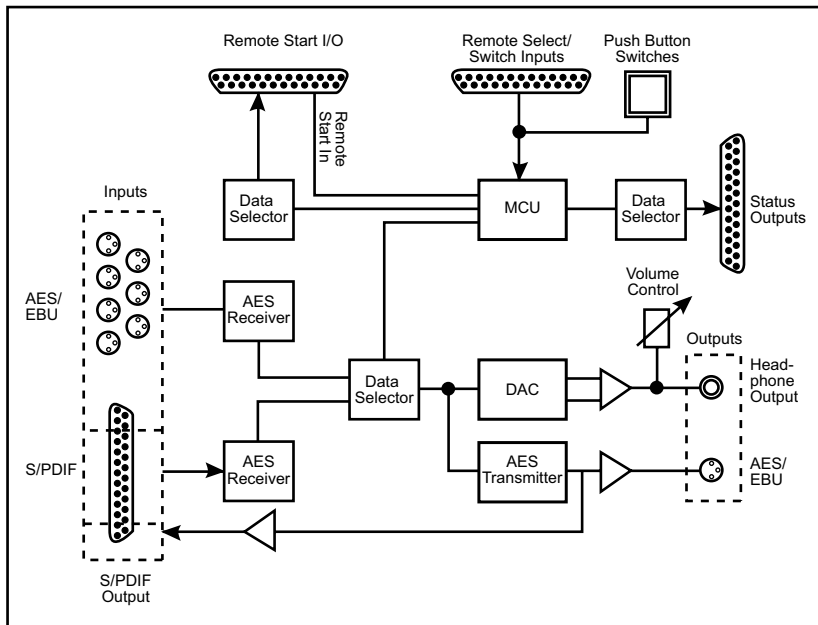 Remote Start I/O
Remote Select/
Switch Inputs
Push Button
Switches
Remote
Start In
Inputs
Data
Selector
MCU
Data
Selector
Status
Outputs
AES/
EBU
AES
Receiver
Volume
Control
Outputs
Data
Selector
DAC
Head-
phone
Output
S/PDIF
AES
Receiver
AES
Transmitter
AES/
EBU
S/PDIF
Output